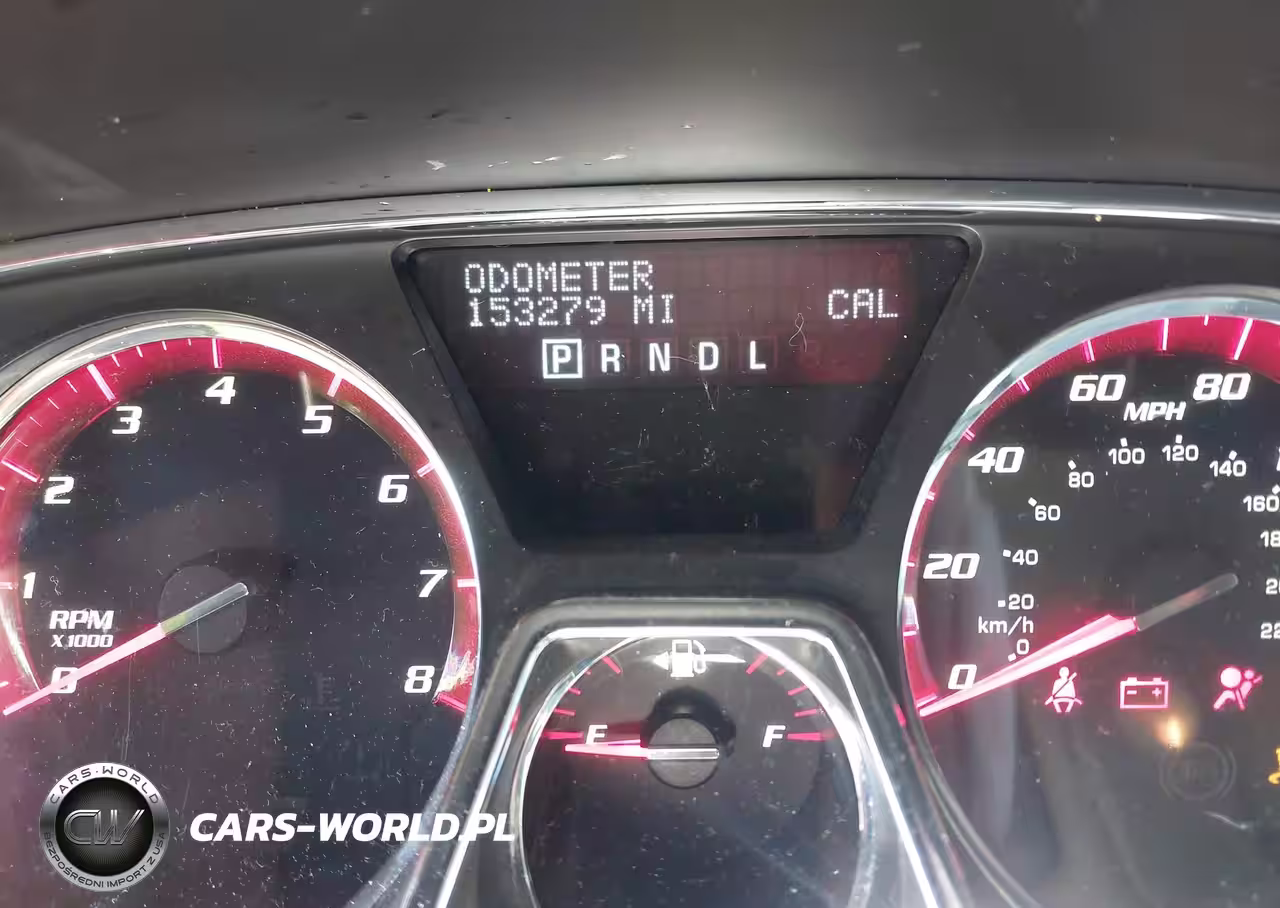 ODOMETER
153279 MI
CAL
P R N D L
0
1
2
3
4
5
6
7
8
RPM
X1000
E
F
0
20
40
60
80
MPH
0
20
40
60
80
100
120
140
160
km/h
CARS-WORLD
CW
BEZPOŚREDNI IMPORT Z USA
CARS-WORLD.PL